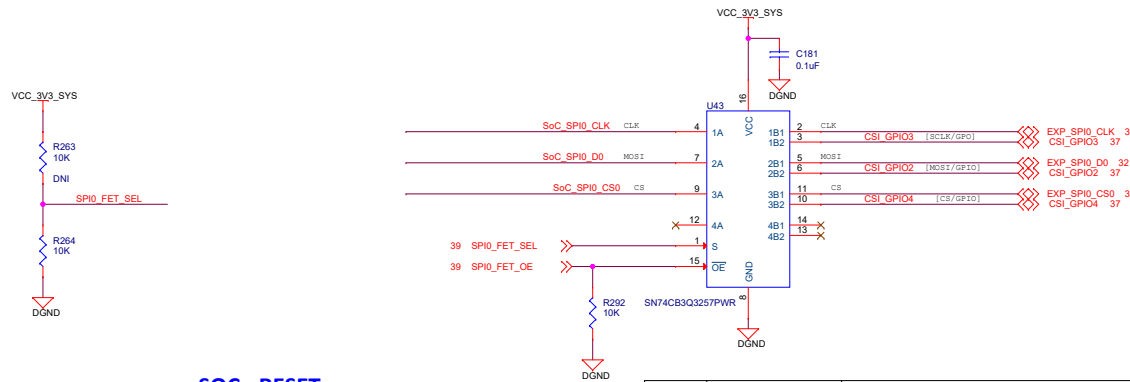 VCC_3V3_SYS
C181
0.1uF
DGND
VCC_3V3_SYS
R263
10K
DNI
SPI0_FET_SEL
R264
10K
DGND
U43
16
VCC
SoC_SPI0_CLK CLK 4 1A 1B1 2 CLK EXP_SPI0_CLK
1B2 3 CSI_GPIO3 [SCLK/GPO] CSI_GPIO3 37
SoC_SPI0_D0 MOSI 7 2A 2B1 5 MOSI EXP_SPI0_D0 32
2B2 6 CSI_GPIO2 [MOSI/GPIO] CSI_GPIO2 37
SoC_SPI0_CS0 CS 9 3A 3B1 11 CS EXP_SPI0_CS0
3B2 10 CSI_GPIO4 [CS/GPIO] CSI_GPIO4 37
12 4A 4B1 14
4B2 13
39 SPI0_FET_SEL 1 S
39 SPI0_FET_OE 15 OE
GND
8
R292
10K
SN74CB3Q3257PWR
DGND
DGND